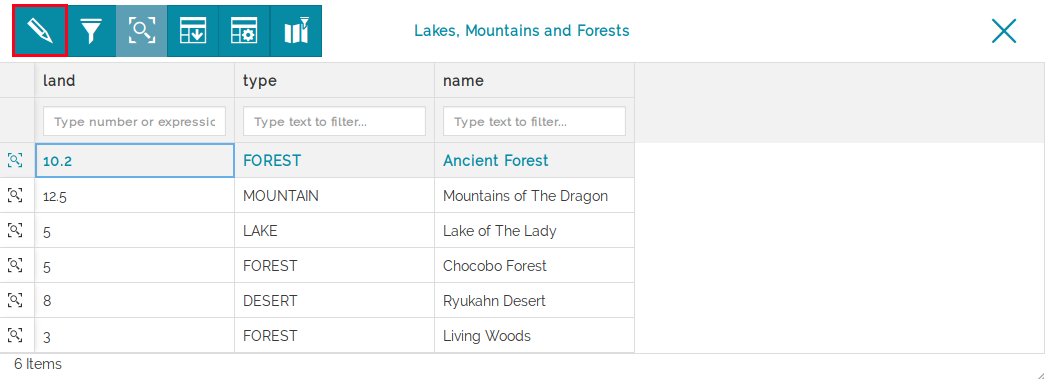 Lakes, Mountains and Forests
land type name
Type number or expressic Type text to filter... Type text to filter...
10.2 FOREST Ancient Forest
12.5 MOUNTAIN Mountains of The Dragon
5 LAKE Lake of The Lady
5 FOREST Chocobo Forest
8 DESERT Ryukahn Desert
3 FOREST Living Woods
6 Items